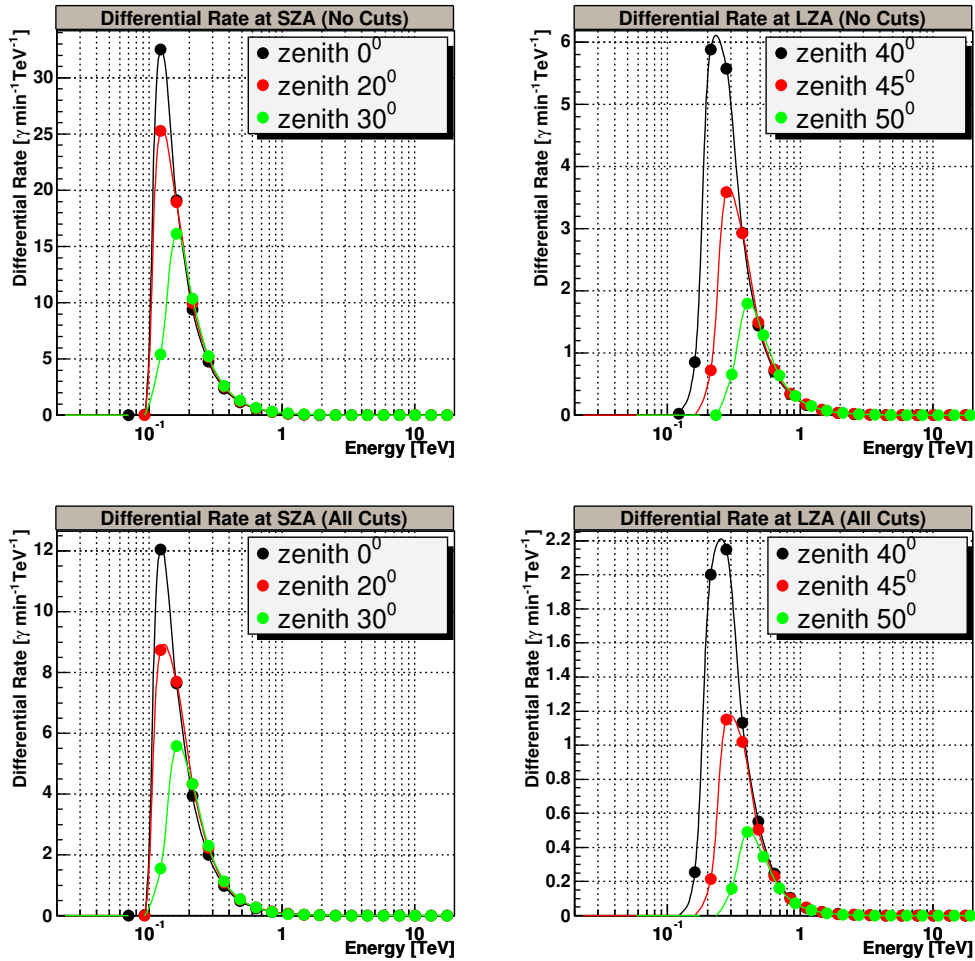 Differential Rate at SZA (No Cuts)
Differential Rate [γ min⁻¹TeV⁻¹]
30
25
20
15
10
5
0
zenith 0⁰
zenith 20⁰
zenith 30⁰
10⁻¹ 1 10
Energy [TeV]
Differential Rate at LZA (No Cuts)
Differential Rate [γ min⁻¹TeV⁻¹]
6
5
4
3
2
1
0
zenith 40⁰
zenith 45⁰
zenith 50⁰
10⁻¹ 1 10
Energy [TeV]
Differential Rate at SZA (All Cuts)
Differential Rate [γ min⁻¹TeV⁻¹]
12
10
8
6
4
2
0
zenith 0⁰
zenith 20⁰
zenith 30⁰
10⁻¹ 1 10
Energy [TeV]
Differential Rate at LZA (All Cuts)
Differential Rate [γ min⁻¹TeV⁻¹]
2.2
2
1.8
1.6
1.4
1.2
1
0.8
0.6
0.4
0.2
0
zenith 40⁰
zenith 45⁰
zenith 50⁰
10⁻¹ 1 10
Energy [TeV]